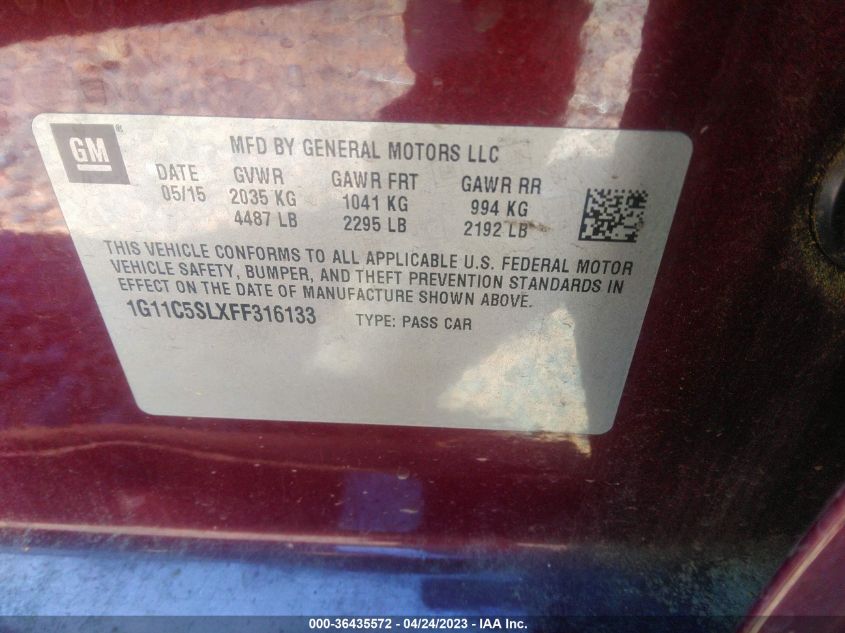 GM
MFD BY GENERAL MOTORS LLC
DATE GVWR GAWR FRT GAWR RR
05/15 2035 KG 1041 KG 994 KG
4487 LB 2295 LB 2192 LB
THIS VEHICLE CONFORMS TO ALL APPLICABLE U.S. FEDERAL MOTOR
VEHICLE SAFETY, BUMPER, AND THEFT PREVENTION STANDARDS IN
EFFECT ON THE DATE OF MANUFACTURE SHOWN ABOVE.
1G11C5SLXFF316133 TYPE: PASS CAR
000-36435572 - 04/24/2023 - IAA Inc.